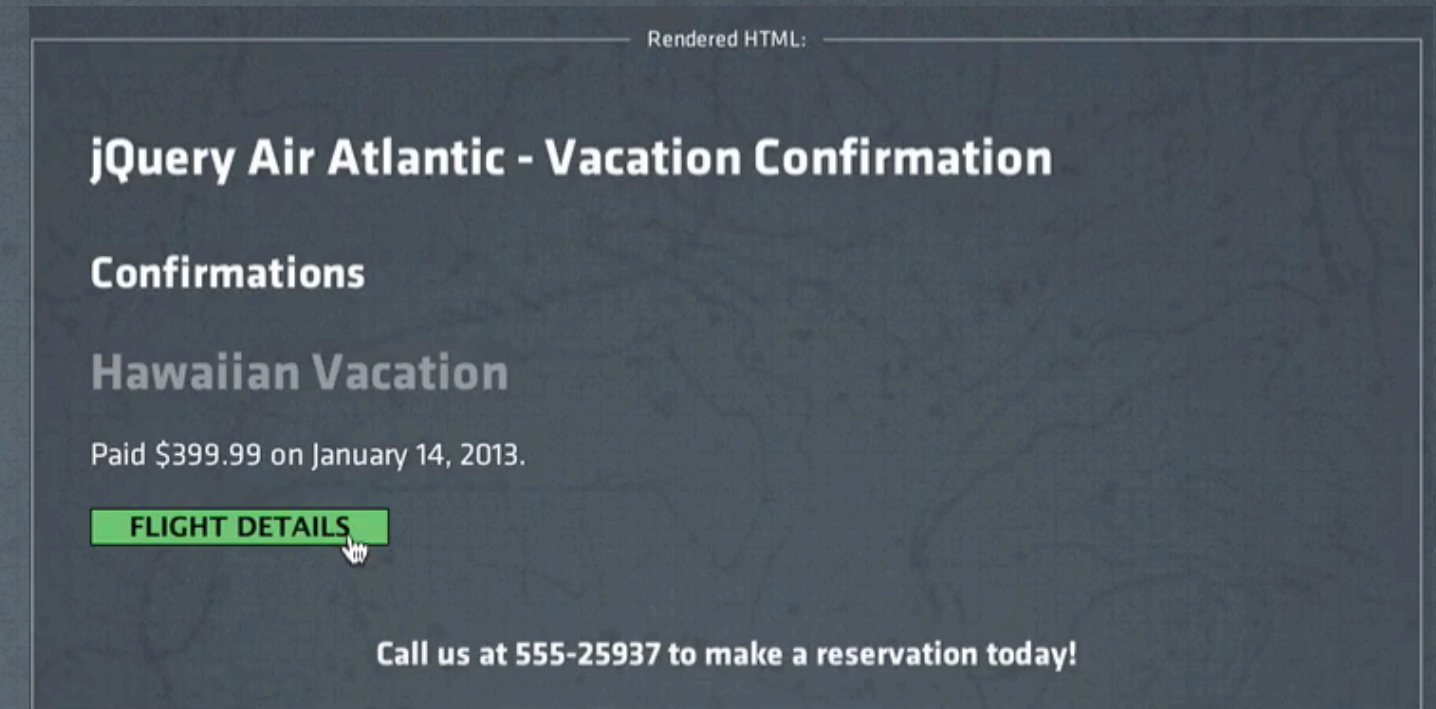 Rendered HTML:
jQuery Air Atlantic - Vacation Confirmation
Confirmations
Hawaiian Vacation
Paid $399.99 on January 14, 2013.
FLIGHT DETAILS
Call us at 555-25937 to make a reservation today!